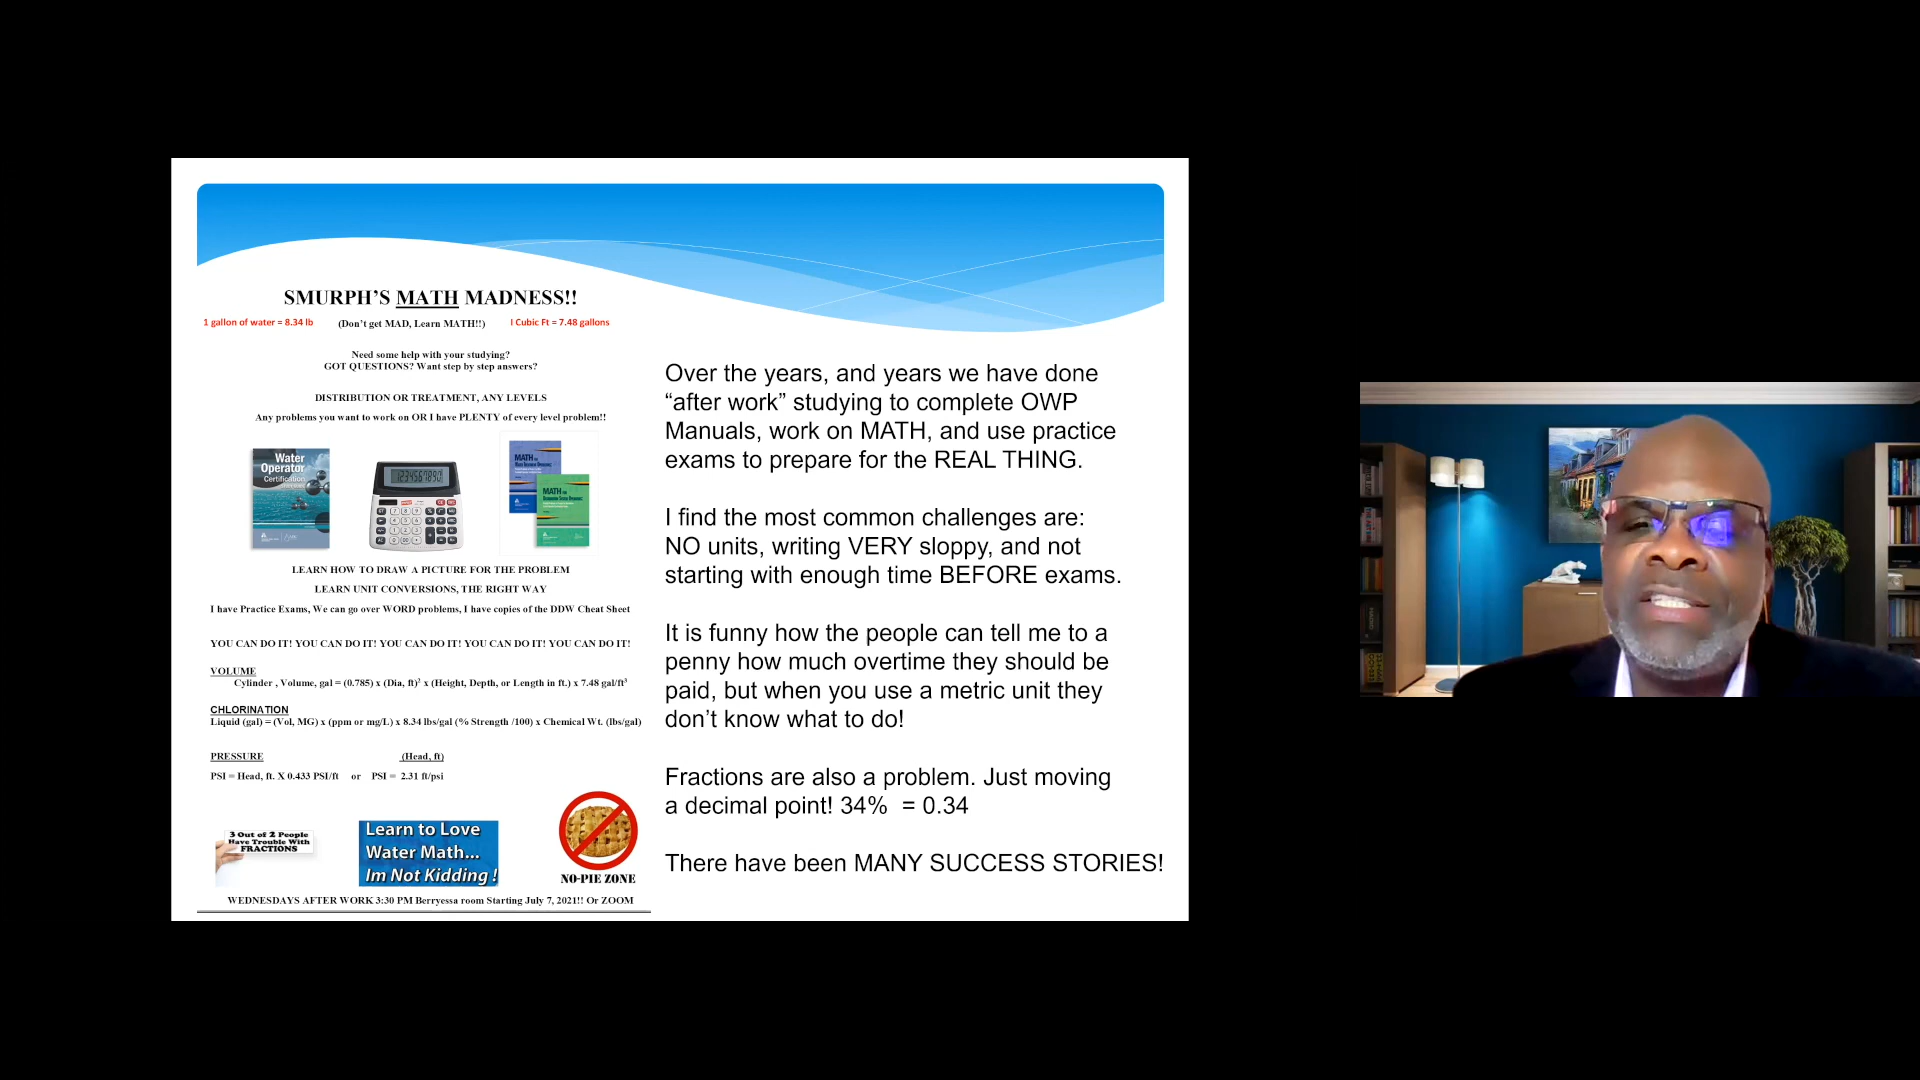 SMURPH'S MATH MADNESS!!
1 gallon of water = 8.34 lb
(Don't get MAD, Learn MATH!!)
I Cubic Ft = 7.48 gallons
Need some help with your studying?
GOT QUESTIONS? Want step by step answers?
DISTRIBUTION OR TREATMENT, ANY LEVELS
Any problems you want to work on OR I have PLENTY of every level problem!!
Water
Operator
Certification
1234567890
MATH
MATH
LEARN HOW TO DRAW A PICTURE FOR THE PROBLEM
LEARN UNIT CONVERSIONS, THE RIGHT WAY
I have Practice Exams, We can go over WORD problems, I have copies of the DDW Cheat Sheet
YOU CAN DO IT! YOU CAN DO IT! YOU CAN DO IT! YOU CAN DO IT! YOU CAN DO IT!
VOLUME
Cylinder , Volume, gal = (0.785) x (Dia, ft)² x (Height, Depth, or Length in ft.) x 7.48 gal/ft³
CHLORINATION
Liquid (gal) = (Vol, MG) x (ppm or mg/L) x 8.34 lbs/gal (% Strength /100) x Chemical Wt. (lbs/gal)
PRESSURE (Head, ft)
PSI = Head, ft. X 0.433 PSI/ft or PSI = 2.31 ft/psi
3 Out of 2 People
Have Trouble With
FRACTIONS
Learn to Love
Water Math...
Im Not Kidding !
NO-PIE ZONE
WEDNESDAYS AFTER WORK 3:30 PM Berryessa room Starting July 7, 2021!! Or ZOOM
Over the years, and years we have done
“after work” studying to complete OWP
Manuals, work on MATH, and use practice
exams to prepare for the REAL THING.
I find the most common challenges are:
NO units, writing VERY sloppy, and not
starting with enough time BEFORE exams.
It is funny how the people can tell me to a
penny how much overtime they should be
paid, but when you use a metric unit they
don’t know what to do!
Fractions are also a problem. Just moving
a decimal point! 34% = 0.34
There have been MANY SUCCESS STORIES!